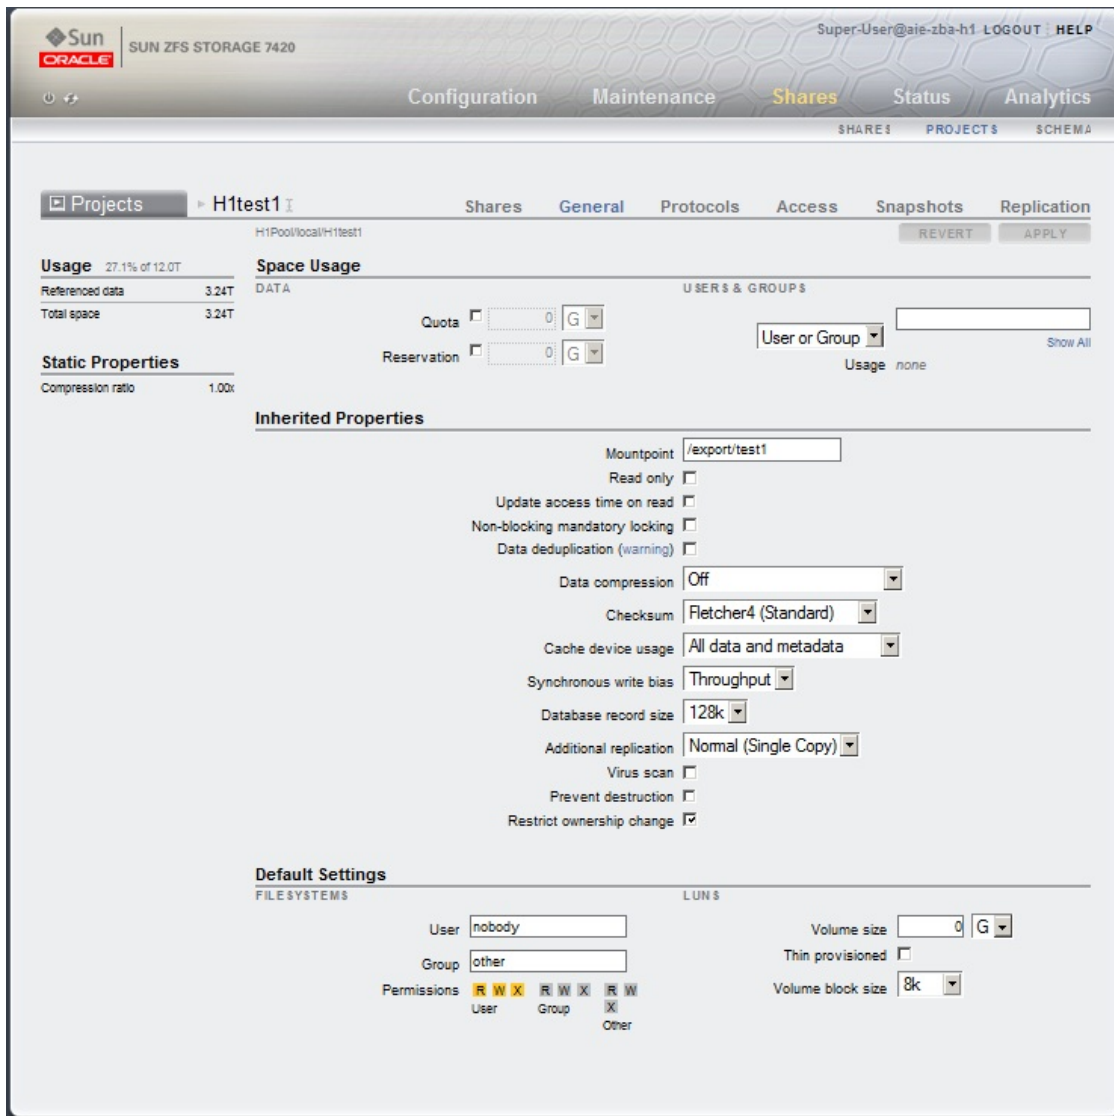 Sun
ORACLE
SUN ZFS STORAGE 7420
Super-User@aie-zba-h1 LOGOUT HELP
Configuration Maintenance Shares Status Analytics
SHARES PROJECTS SCHEMA
Projects H1test1 Shares General Protocols Access Snapshots Replication
H1Pool/local/H1test1 REVERT APPLY
Usage 27.1% of 12.0T
Referenced data 3.24T
Total space 3.24T
Static Properties
Compression ratio 1.00x
Space Usage
DATA USERS & GROUPS
Quota 0 G
Reservation 0 G
User or Group
Show All
Usage none
Inherited Properties
Mountpoint /export/test1
Read only
Update access time on read
Non-blocking mandatory locking
Data deduplication (warning)
Data compression Off
Checksum Fletcher4 (Standard)
Cache device usage All data and metadata
Synchronous write bias Throughput
Database record size 128k
Additional replication Normal (Single Copy)
Virus scan
Prevent destruction
Restrict ownership change
Default Settings
FILESYSTEMS LUNS
User nobody
Group other
Permissions R W X R W X R W
X
User Group Other
Volume size 0 G
Thin provisioned
Volume block size 8k